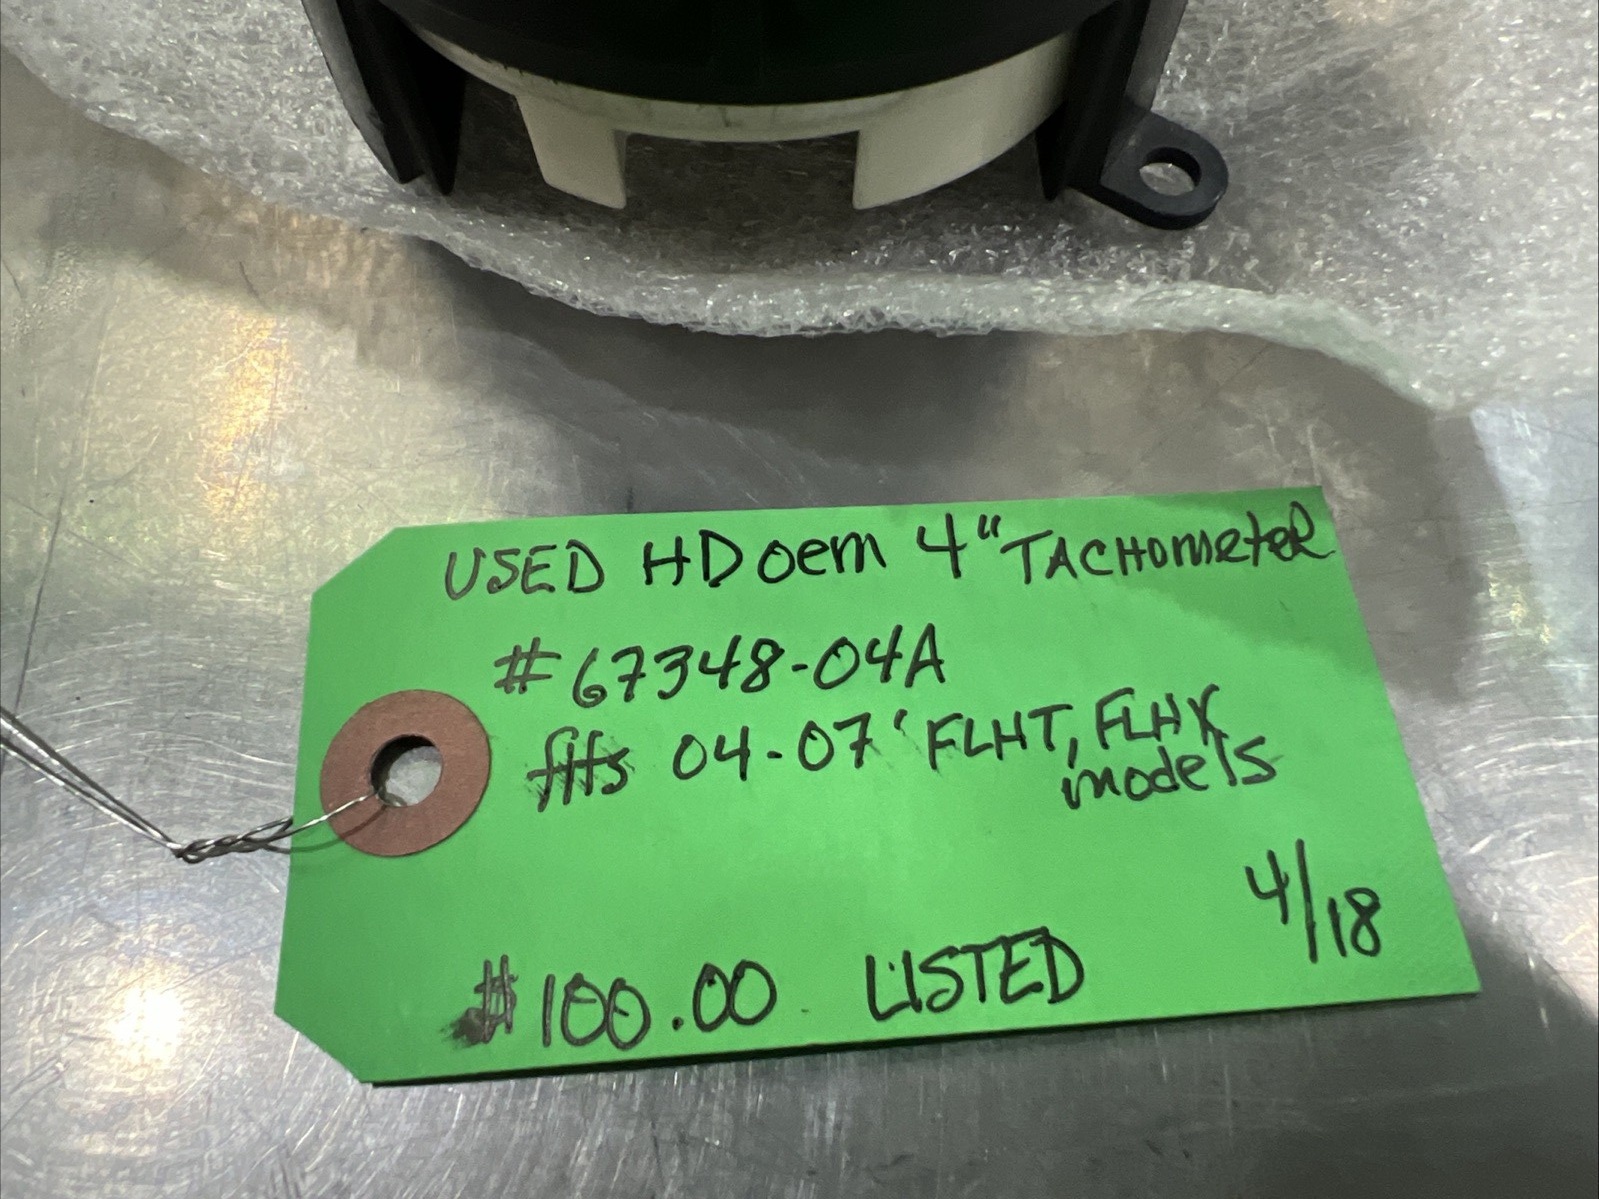 USED HD oem 4" TACHOmeteR
#67348-04A
fits 04-07' FLHT, FLHX
models
4/18
$100.00 LISTED